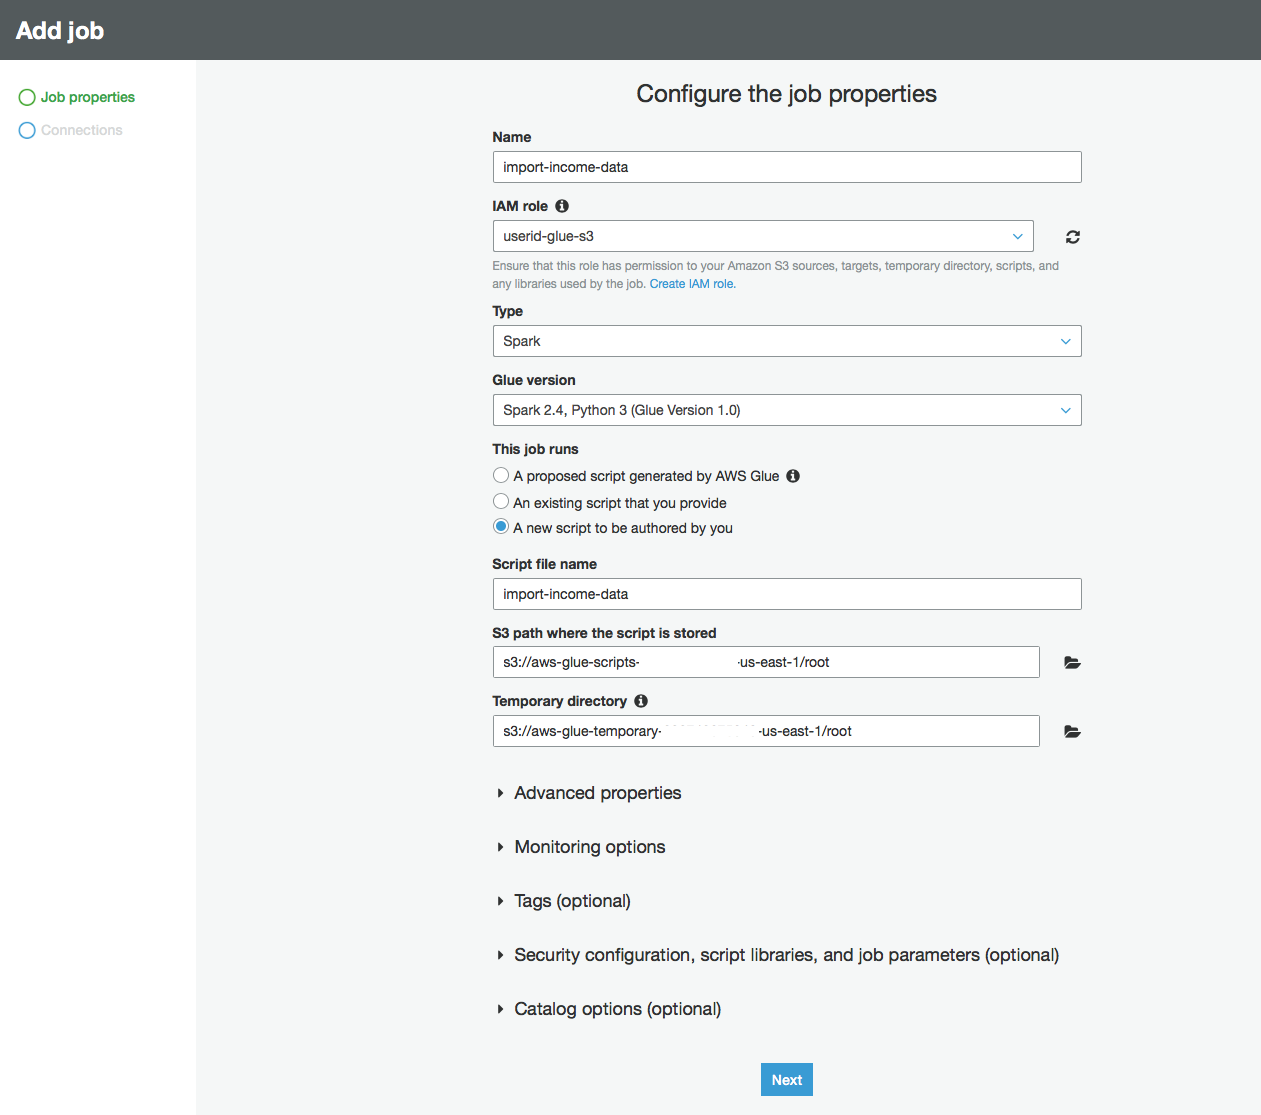 Add job
Job properties
Connections
Configure the job properties
Name
import-income-data
IAM role
userid-glue-s3
Ensure that this role has permission to your Amazon S3 sources, targets, temporary directory, scripts, and
any libraries used by the job. Create IAM role.
Type
Spark
Glue version
Spark 2.4, Python 3 (Glue Version 1.0)
This job runs
A proposed script generated by AWS Glue
An existing script that you provide
A new script to be authored by you
Script file name
import-income-data
S3 path where the script is stored
s3://aws-glue-scripts- -us-east-1/root
Temporary directory
s3://aws-glue-temporary- -us-east-1/root
Advanced properties
Monitoring options
Tags (optional)
Security configuration, script libraries, and job parameters (optional)
Catalog options (optional)
Next